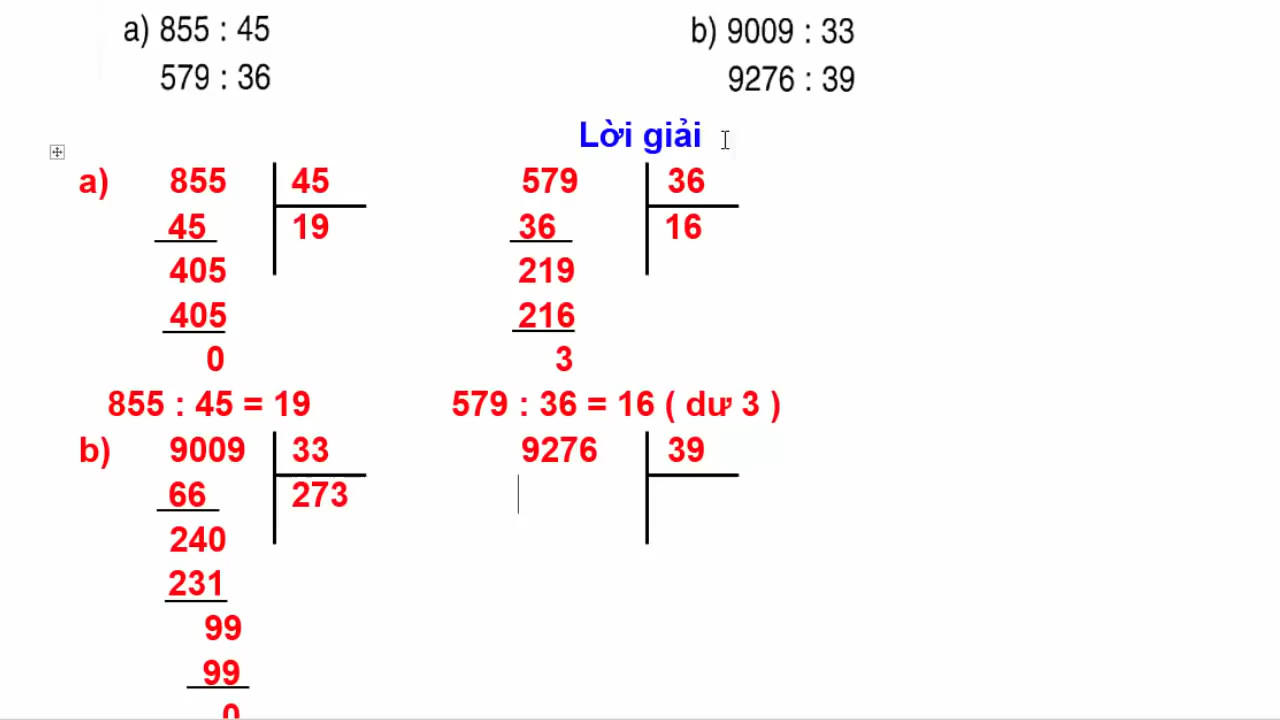 a) 855 : 45 b) 9009 : 33
579 : 36 9276 : 39
Lời giải
a) 855 45 579 36
45 19 36 16
405 219
405 216
0 3
855 : 45 = 19 579 : 36 = 16 ( dư 3 )
b) 9009 33 9276 39
66 273
240
231
99
99
0